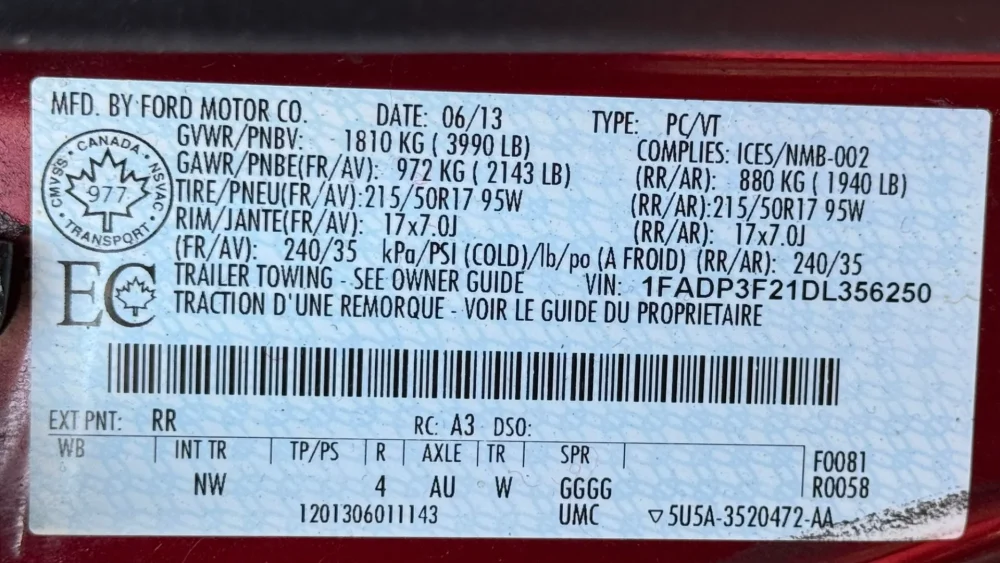 MFD. BY FORD MOTOR CO. DATE: 06/13 TYPE: PC/VT
GVWR/PNBV: 1810 KG ( 3990 LB) COMPLIES: ICES/NMB-002
GAWR/PNBE(FR/AV): 972 KG ( 2143 LB) (RR/AR): 880 KG ( 1940 LB)
TIRE/PNEU(FR/AV):215/50R17 95W (RR/AR):215/50R17 95W
RIM/JANTE(FR/AV): 17x7.0J (RR/AR): 17x7.0J
(FR/AV): 240/35 kPa/PSI (COLD)/lb/po (A FROID) (RR/AR): 240/35
TRAILER TOWING - SEE OWNER GUIDE VIN: 1FADP3F21DL356250
TRACTION D'UNE REMORQUE - VOIR LE GUIDE DU PROPRIETAIRE
CMVSS · CANADA · NSVAC · TRANSPORT ·
977
EC
EXT PNT: RR RC: A3 DSO:
WB INT TR TP/PS R AXLE TR SPR F0081
NW 4 AU W GGGG R0058
1201306011143 UMC ▽5U5A-3520472-AA